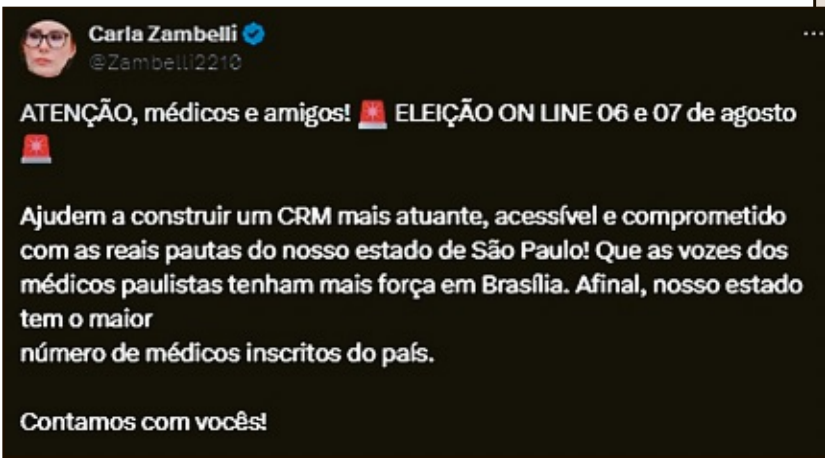 Carla Zambelli
@Zambelli2210
ATENÇÃO, médicos e amigos! 🚨 ELEIÇÃO ON LINE 06 e 07 de agosto
🚨
Ajudem a construir um CRM mais atuante, acessível e comprometido
com as reais pautas do nosso estado de São Paulo! Que as vozes dos
médicos paulistas tenham mais força em Brasília. Afinal, nosso estado
tem o maior
número de médicos inscritos do país.
Contamos com vocês!